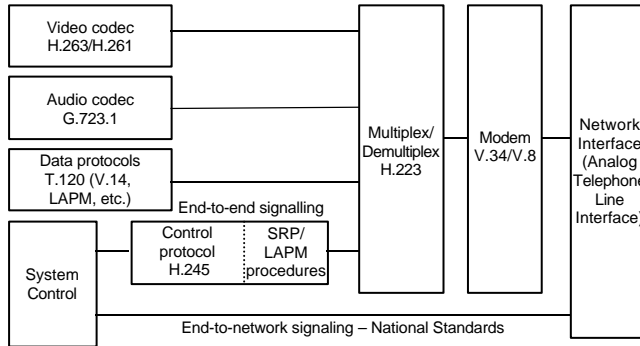 Video codec
H.263/H.261
Audio codec
G.723.1
Data protocols
T.120 (V.14,
LAPM, etc.)
End-to-end signalling
Control
protocol
H.245
SRP/
LAPM
procedures
System
Control
Multiplex/
Demultiplex
H.223
Modem
V.34/V.8
Network
Interface
(Analog
Telephone
Line
Interface)
End-to-network signaling – National Standards